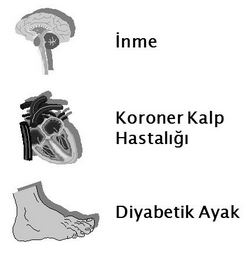 İnme
Koroner Kalp
Hastalığı
Diyabetik Ayak